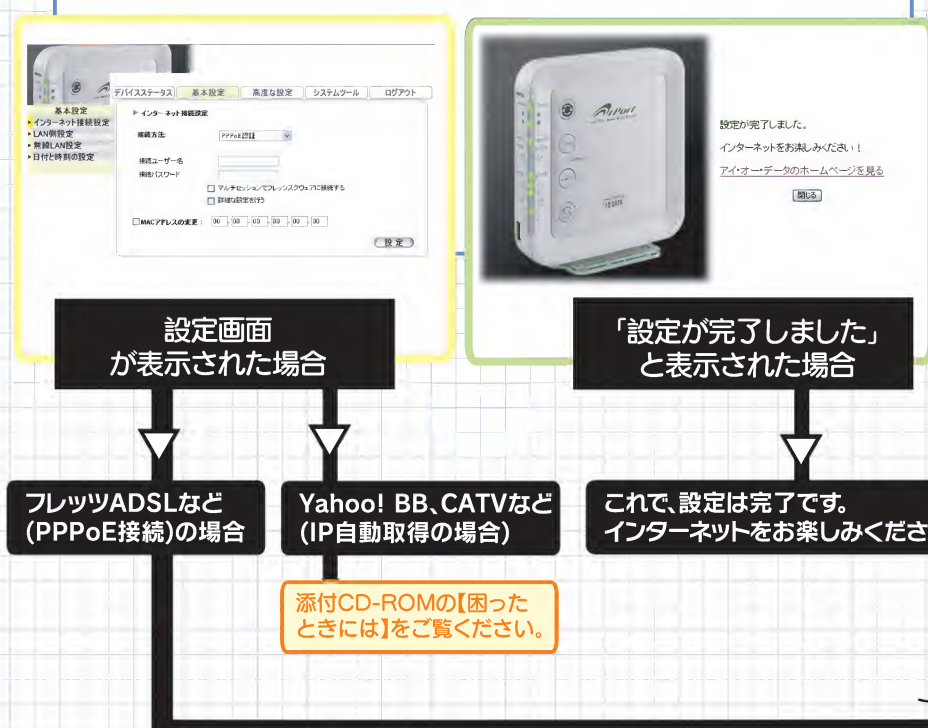 デバイスステータス
基本設定
高度な設定
システムツール
ログアウト
基本設定
インターネット接続設定
LAN側設定
無線LAN設定
日付と時刻の設定
インターネット接続設定
接続方法:
PPPoE認証
接続ユーザー名
接続パスワード
マルチセッションでフレッツスクウェアに接続する
詳細な設定を行う
MACアドレスの変更: 00 - 00 - 00 - 00 - 00 - 00
設定
AirPort
設定が完了しました。
インターネットをお楽しみください!
アイ・オー・データのホームページを見る
閉じる
設定画面
が表示された場合
「設定が完了しました」
と表示された場合
フレッツADSLなど
(PPPoE接続)の場合
Yahoo! BB、CATVなど
(IP自動取得の場合)
これで、設定は完了です。
インターネットをお楽しみくださ
添付CD-ROMの【困った
ときには】をご覧ください。